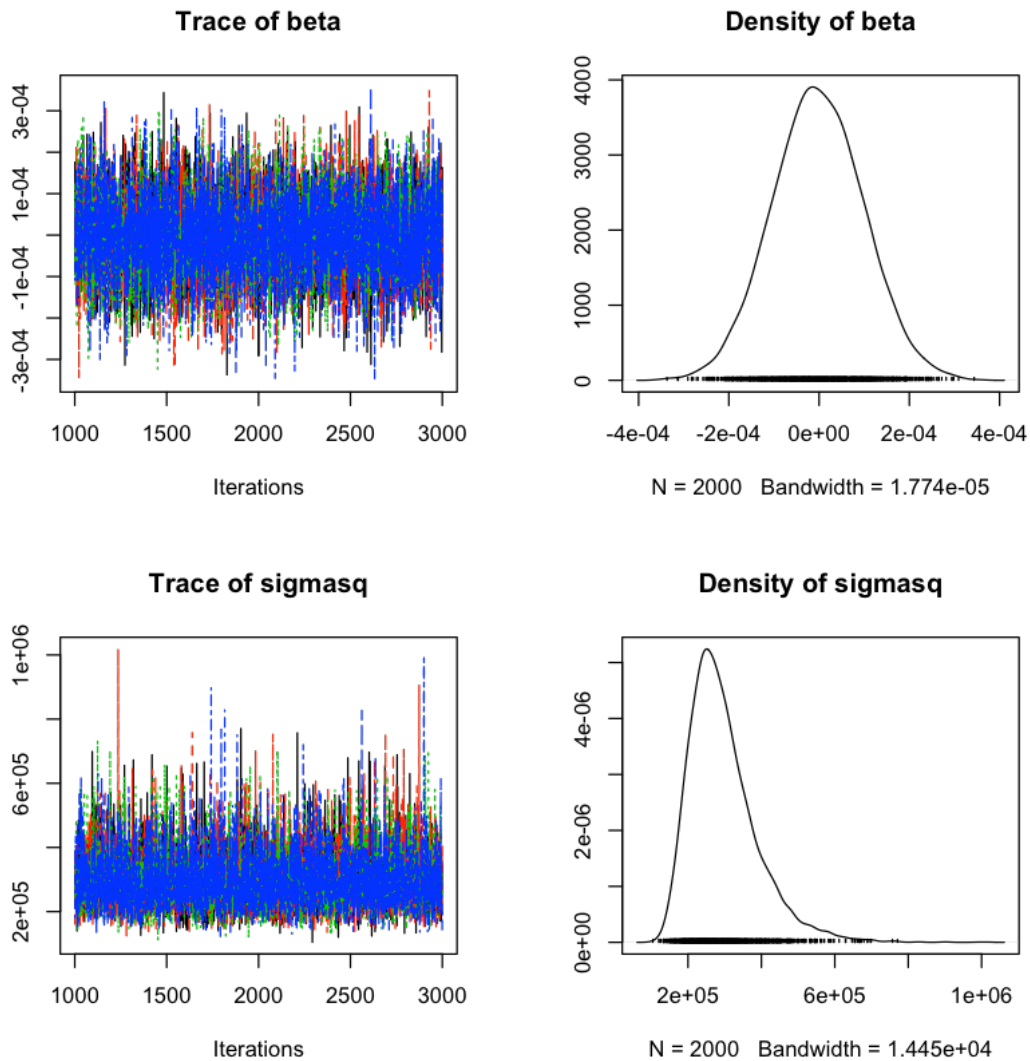 Trace of beta
3e-04
1e-04
-1e-04
-3e-04
1000 1500 2000 2500 3000
Iterations
Density of beta
4000
3000
2000
1000
0
-4e-04 -2e-04 0e+00 2e-04 4e-04
N = 2000 Bandwidth = 1.774e-05
Trace of sigmasq
1e+06
6e+05
2e+05
1000 1500 2000 2500 3000
Iterations
Density of sigmasq
4e-06
2e-06
0e+00
2e+05 6e+05 1e+06
N = 2000 Bandwidth = 1.445e+04